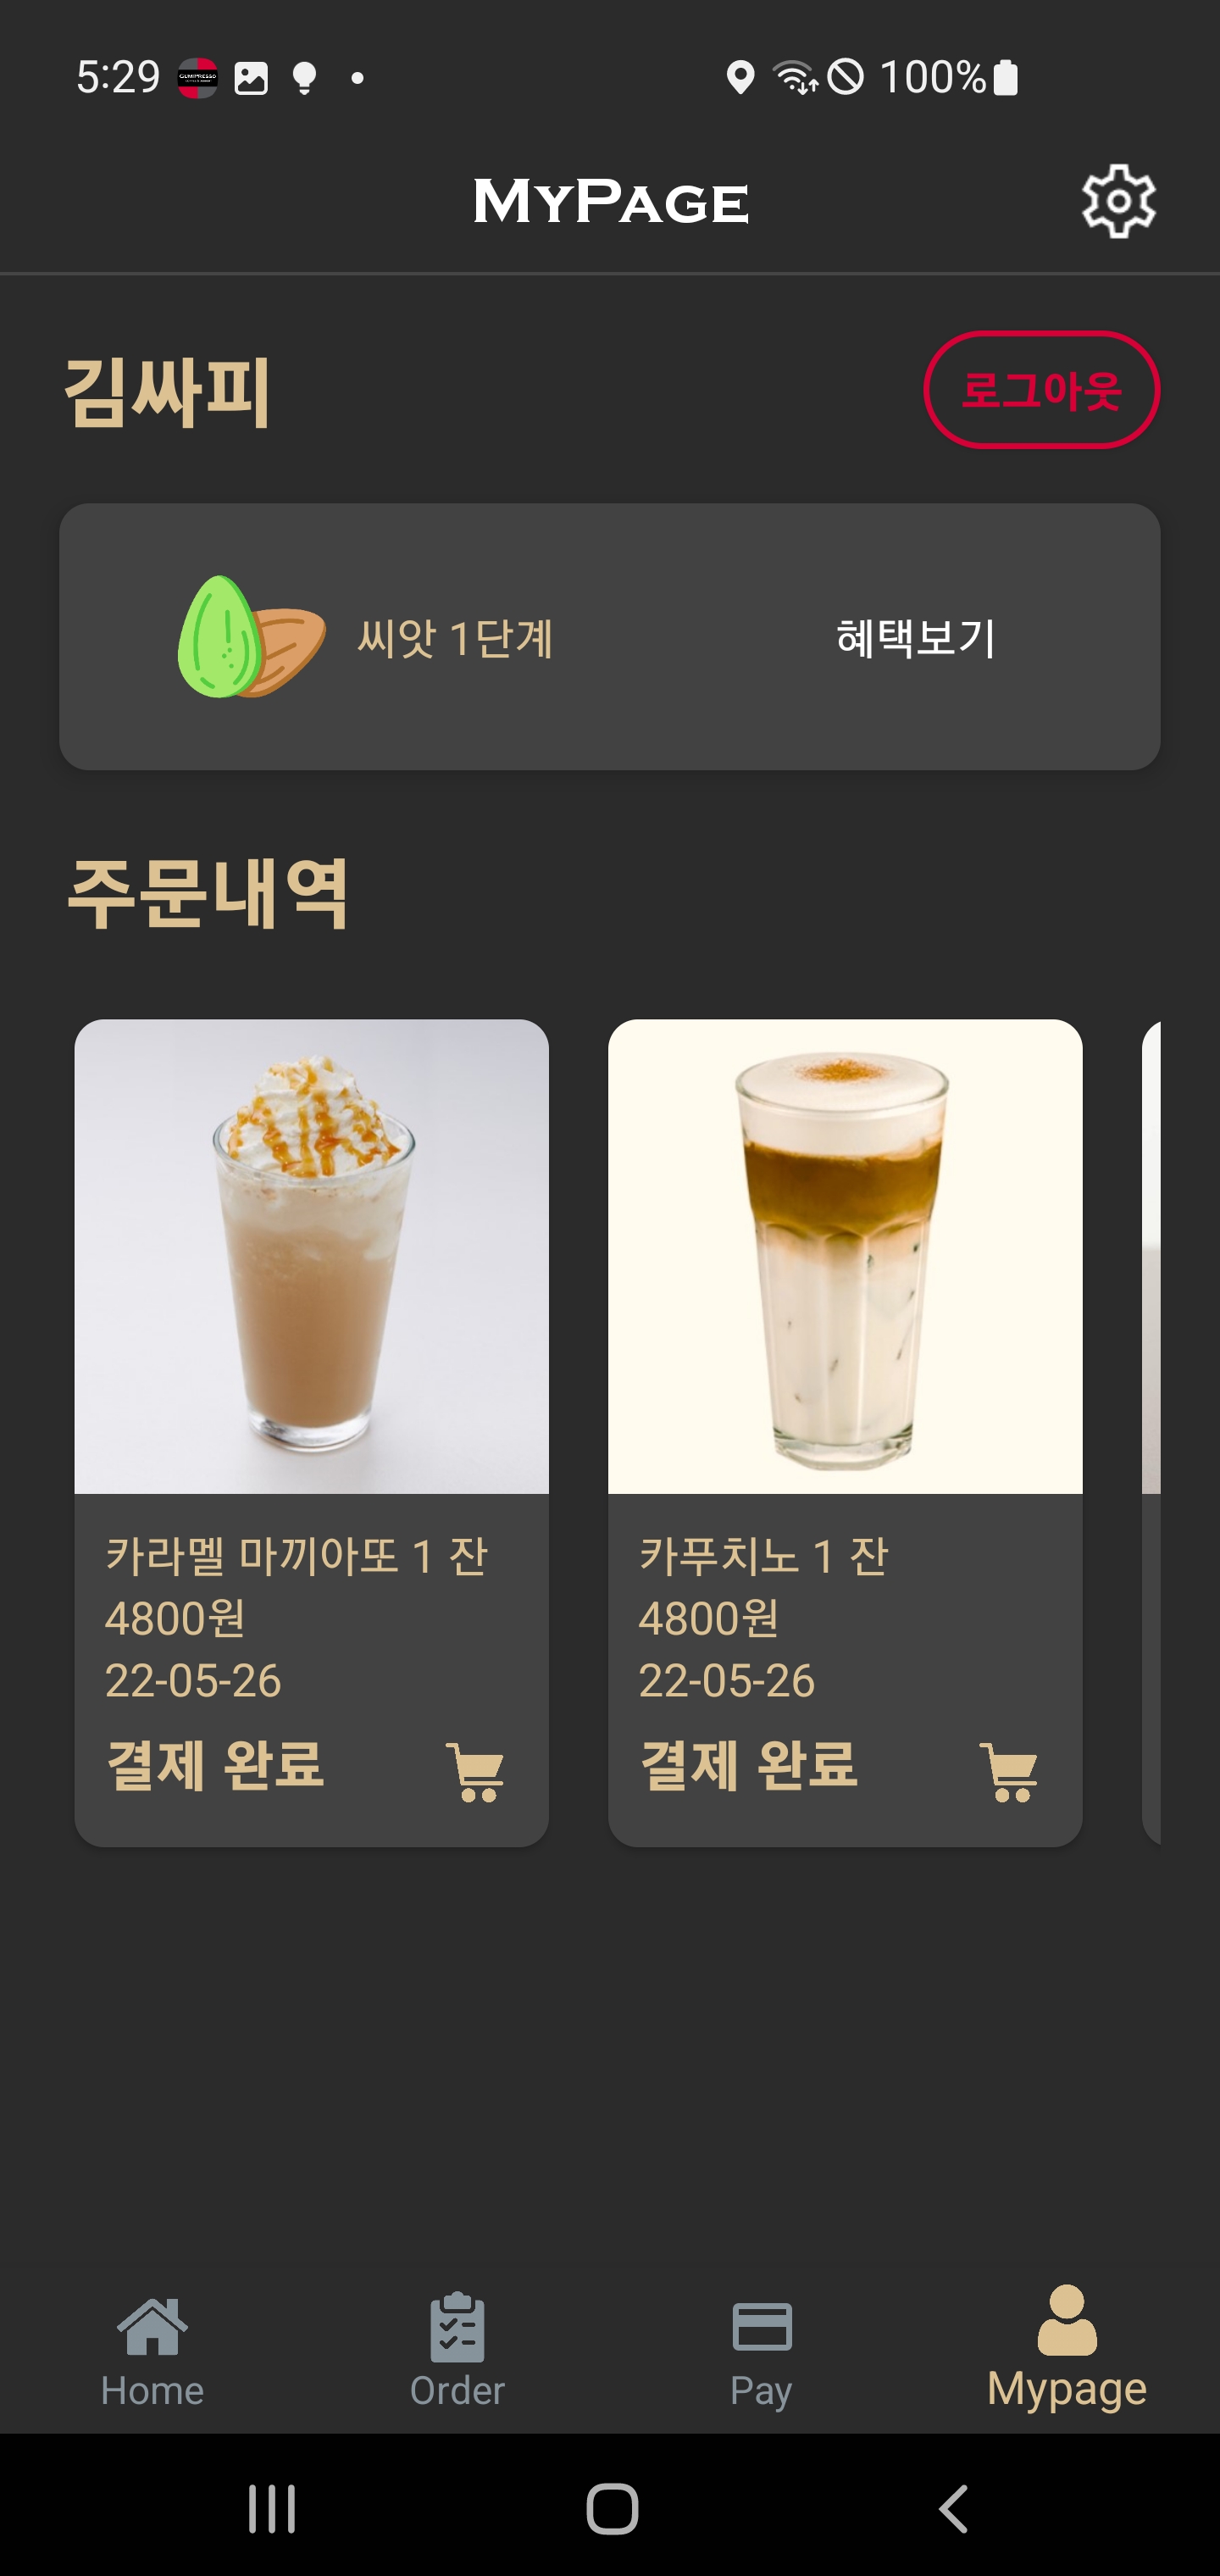 5:29
100%
MyPage
김싸피
로그아웃
씨앗 1단계
혜택보기
주문내역
카라멜 마끼아또 1 잔
4800원
22-05-26
결제 완료
카푸치노 1 잔
4800원
22-05-26
결제 완료
Home
Order
Pay
Mypage